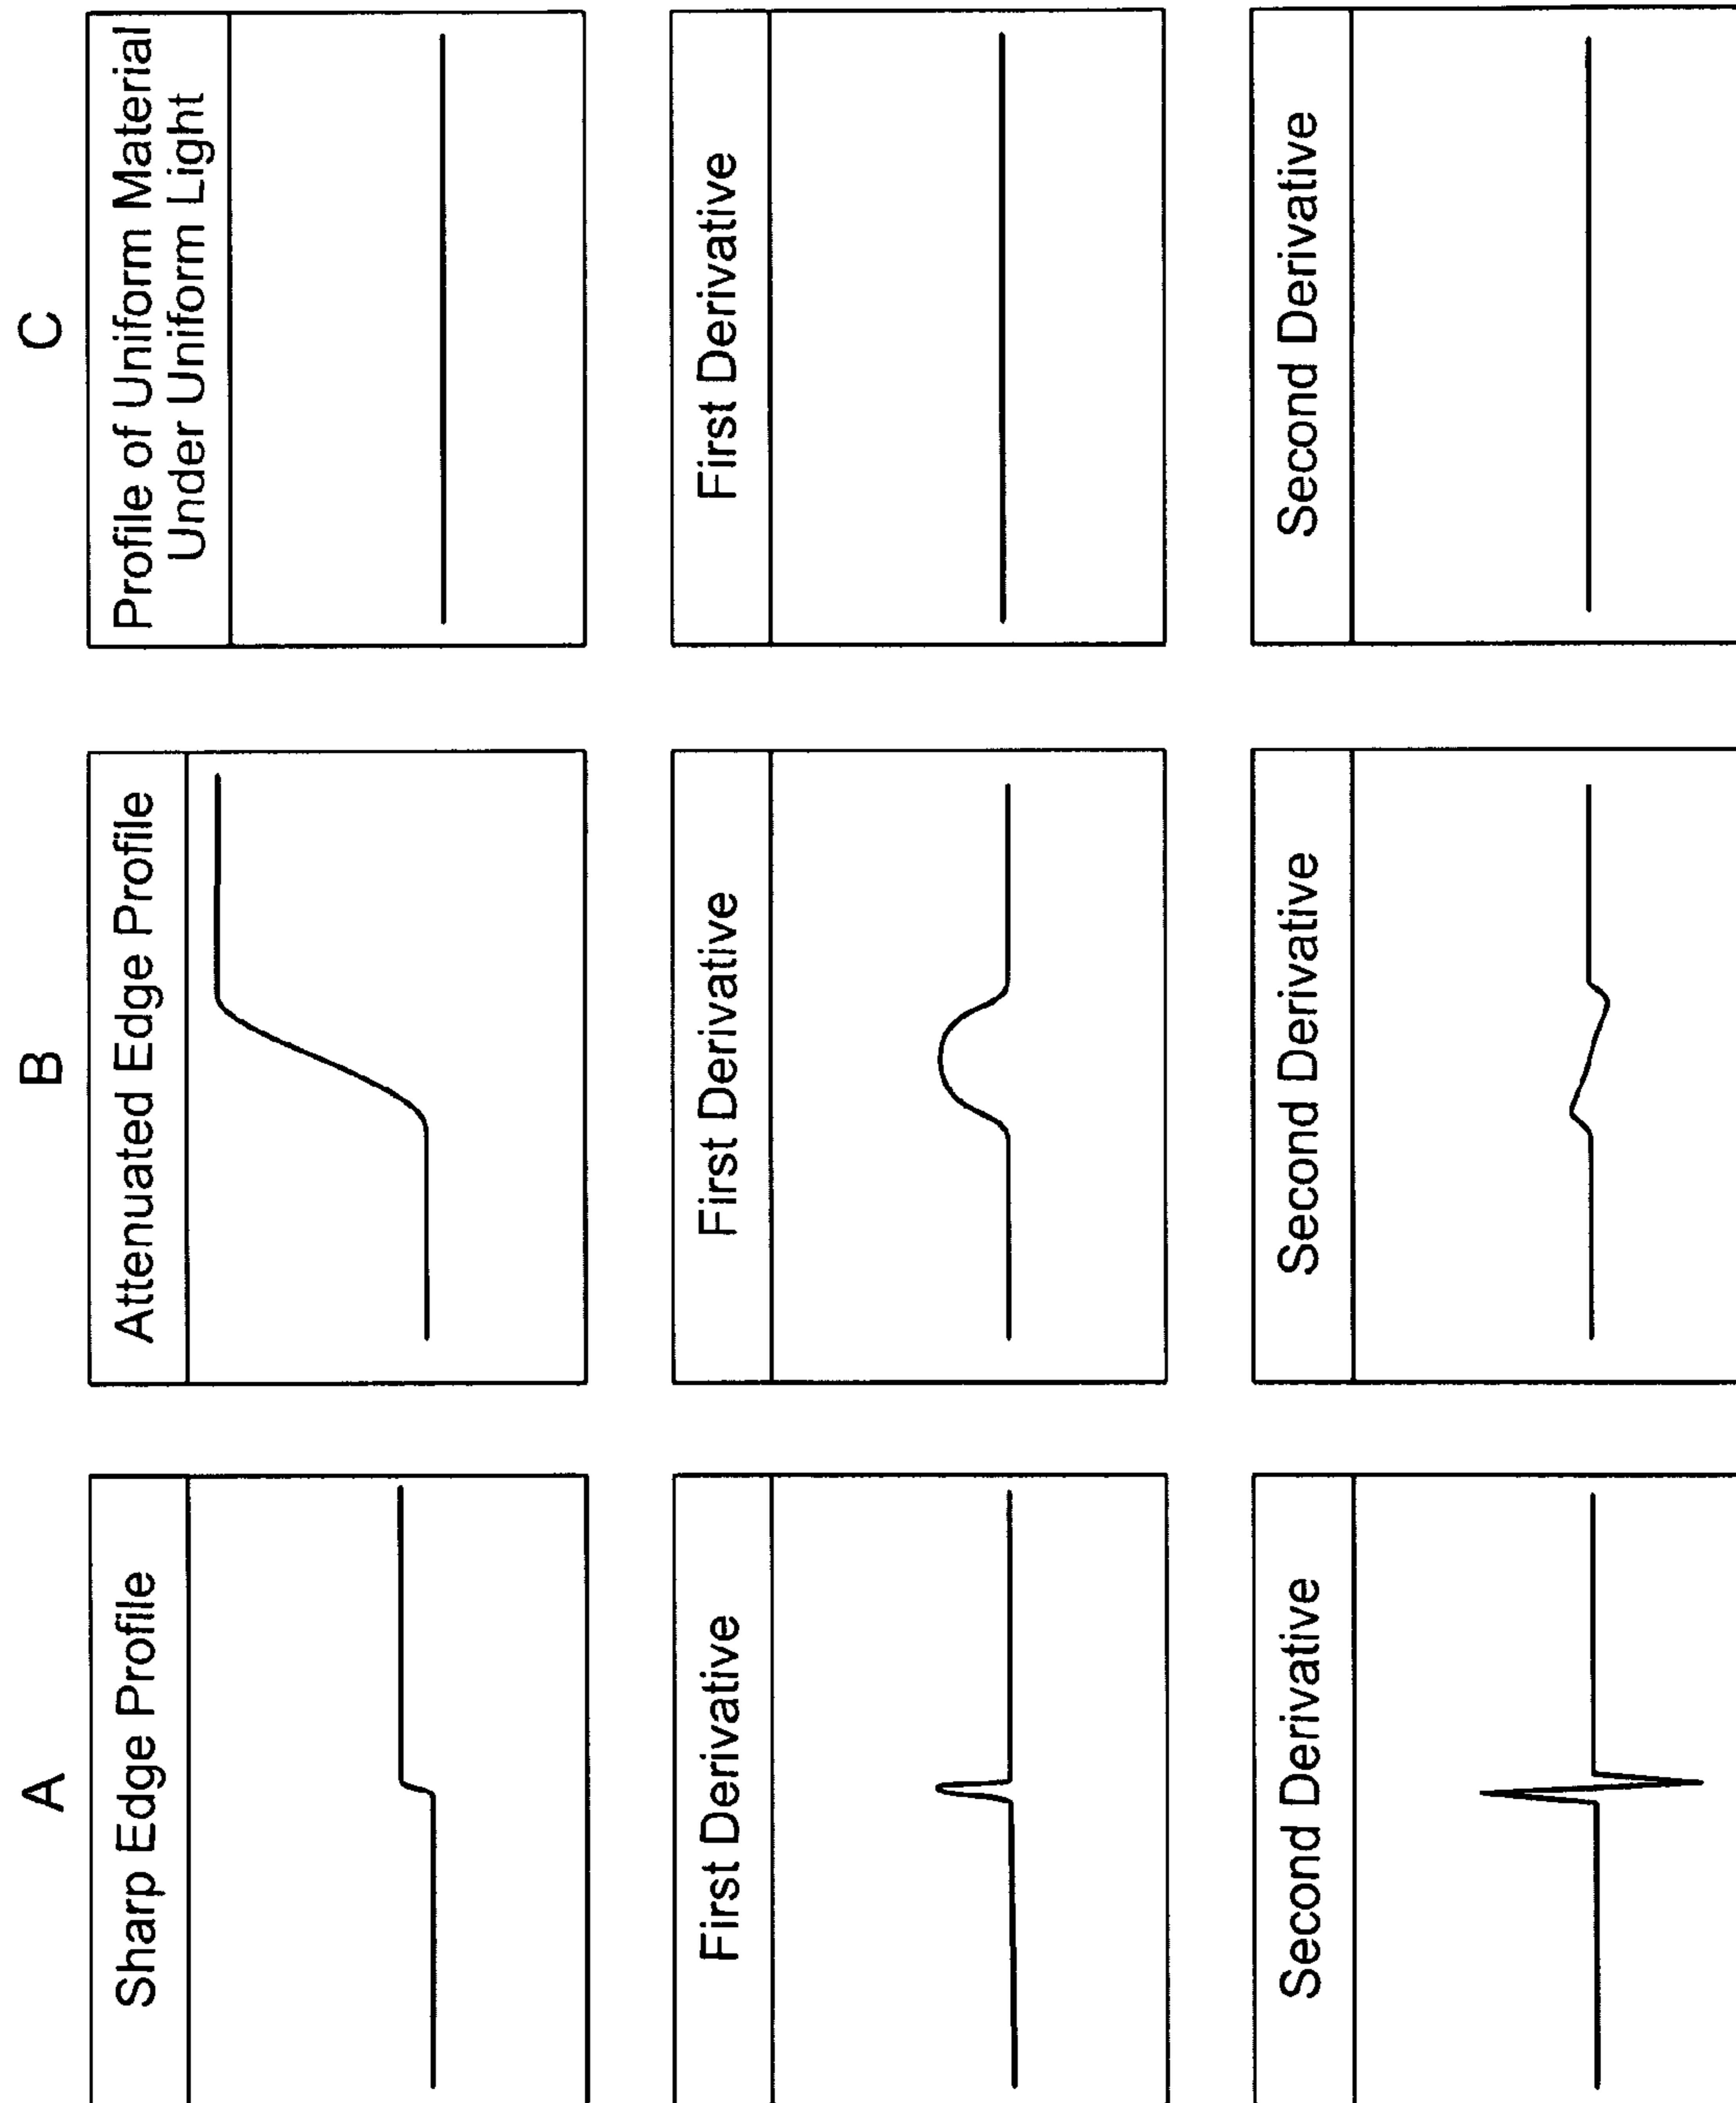 A
Sharp Edge Profile
First Derivative
Second Derivative
B
Attenuated Edge Profile
First Derivative
Second Derivative
C
Profile of Uniform Material
Under Uniform Light
First Derivative
Second Derivative